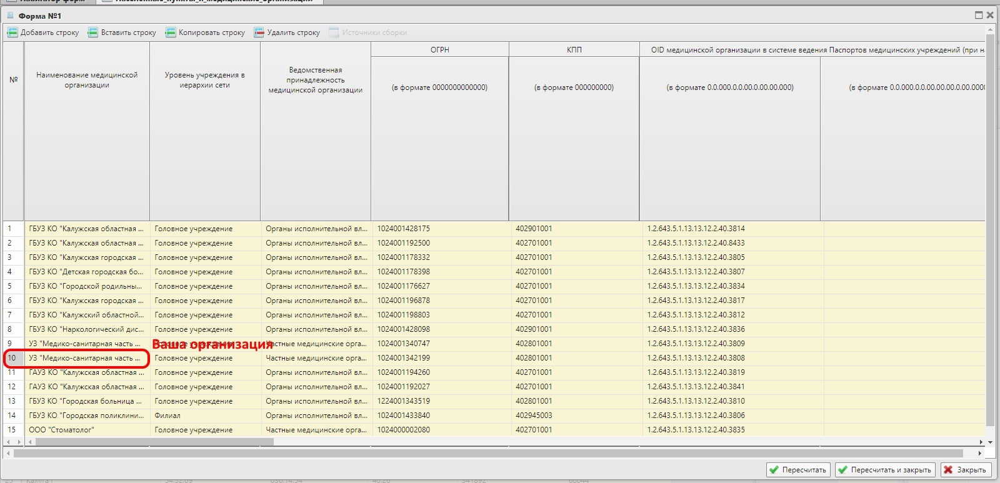 Форма №1
Добавить строку Вставить строку Копировать строку Удалить строку Источники сборки
№ Наименование медицинской организации Уровень учреждения в иерархии сети Ведомственная принадлежность медицинской организации ОГРН КПП OID медицинской организации в системе ведения Паспортов медицинских учреждений (при
(в формате 0000000000000) (в формате 000000000) (в формате 0.0.000.0.0.00.0.00.00.000) (в формате 0.0.000.0.0.00.00.00.0.00.0000
1 ГБУЗ КО "Калужская областная ... Головное учреждение Органы исполнительной вл... 1024001428175 402901001 1.2.643.5.1.13.13.12.2.40.3814
2 ГБУЗ КО "Калужская областная ... Головное учреждение Органы исполнительной вл... 1024001192500 402701001 1.2.643.5.1.13.13.12.2.40.8433
3 ГБУЗ КО "Калужская городская ... Головное учреждение Органы исполнительной вл... 1024001178332 402701001 1.2.643.5.1.13.13.12.2.40.3805
4 ГБУЗ КО "Детская городская бо... Головное учреждение Органы исполнительной вл... 1024001178398 402701001 1.2.643.5.1.13.13.12.2.40.3807
5 ГБУЗ КО "Городской родильны... Головное учреждение Органы исполнительной вл... 1024001176627 402701001 1.2.643.5.1.13.13.12.2.40.3834
6 ГБУЗ КО "Калужская городская ... Головное учреждение Органы исполнительной вл... 1024001196878 402701001 1.2.643.5.1.13.13.12.2.40.3817
7 ГБУЗ КО "Калужский областной... Головное учреждение Органы исполнительной вл... 1024001198803 402701001 1.2.643.5.1.13.13.12.2.40.3812
8 ГБУЗ КО "Наркологический дис... Головное учреждение Органы исполнительной вл... 1024001428098 402901001 1.2.643.5.1.13.13.12.2.40.3836
9 УЗ "Медико-санитарная часть ... Головное учреждение Частные медицинские орга... 1024001340747 402801001 1.2.643.5.1.13.13.12.2.40.3809
Ваша организация
10 УЗ "Медико-санитарная часть ... Головное учреждение Частные медицинские орга... 1024001342199 402801001 1.2.643.5.1.13.13.12.2.40.3808
11 ГАУЗ КО "Калужская областная ... Головное учреждение Органы исполнительной вл... 1024001194260 402701001 1.2.643.5.1.13.13.12.2.40.3819
12 ГАУЗ КО "Калужская областная ... Головное учреждение Органы исполнительной вл... 1024001192027 402701001 1.2.643.5.1.13.13.12.2.40.3841
13 ГБУЗ КО "Городская больница ... Головное учреждение Органы исполнительной вл... 1224001343519 402801001 1.2.643.5.1.13.13.12.2.40.3810
14 ГБУЗ КО "Городская поликлини... Филиал Органы исполнительной вл... 1024001433840 402945003 1.2.643.5.1.13.13.12.2.40.3806
15 ООО "Стоматолог" Головное учреждение Частные медицинские орга... 1024000002080 402701001 1.2.643.5.1.13.13.12.2.40.3835
Пересчитать Пересчитать и закрыть Закрыть